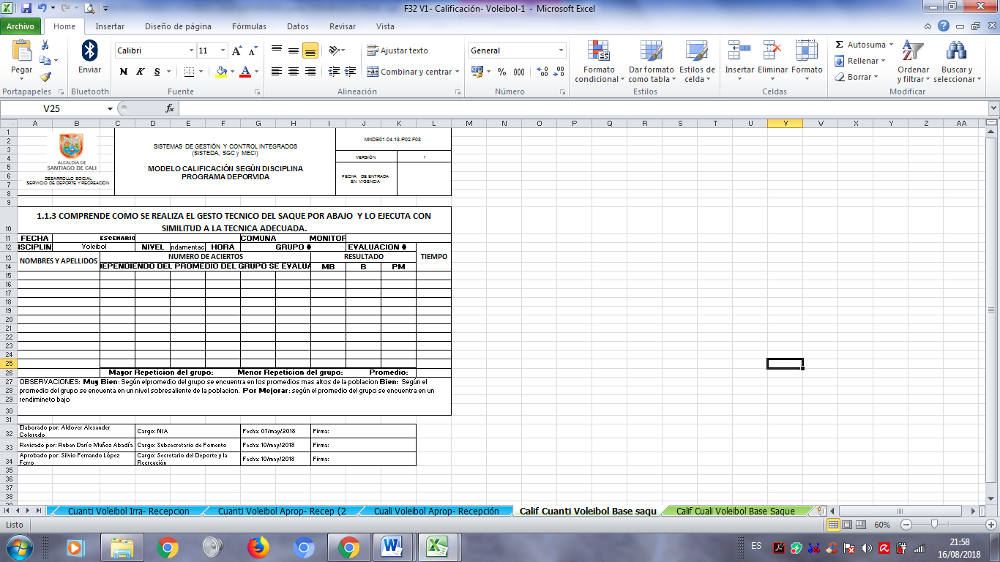 F32 V1- Calificación- Voleibol-1 - Microsoft Excel
Archivo Home Insertar Diseño de página Fórmulas Datos Revisar Vista
Pegar
Portapapeles
Enviar
Bluetooth
Calibri 11
N K S
Fuente
Ajustar texto
Combinar y centrar
Alineación
General
% 000
Número
Formato condicional
Dar formato como tabla
Estilos de celda
Estilos
Insertar Eliminar Formato
Celdas
Autosuma
Rellenar
Borrar
Ordenar y filtrar
Buscar y seleccionar
Modificar
V25 fx
A B C D E F G H I J K L M N O P Q R S T U V W X Y Z AA
1 2 3 4 5 6 7 8 9 10 11 12 13 14 15 16 17 18 19 20 21 22 23 24 25 26 27 28 29 30 31 32 33 34 35 36 37 38
ALCALDÍA DE
SANTIAGO DE CALI
DESARROLLO SOCIAL
SERVICIO DE DEPORTE Y RECREACIÓN
SISTEMAS DE GESTIÓN Y CONTROL INTEGRADOS
(SISTEDA, SGC y MECI)
MODELO CALIFICACIÓN SEGÚN DISCIPLINA
PROGRAMA DEPORVIDA
MMDS01.04.18.P02.F08
VERSIÓN 1
FECHA DE ENTRADA
EN VIGENCIA
1.1.3 COMPRENDE COMO SE REALIZA EL GESTO TECNICO DEL SAQUE POR ABAJO Y LO EJECUTA CON
SIMILITUD A LA TECNICA ADECUADA.
FECHA ESCENARIO COMUNA MONITOF
ISCIPLIN Voleibol NIVEL ndamentac HORA GRUPO # EVALUACION #
NOMBRES Y APELLIDOS NUMERO DE ACIERTOS RESULTADO TIEMPO
DEPENDIENDO DEL PROMEDIO DEL GRUPO SE EVALUA MB B PM
Mayor Repeticion del grupo: Menor Repeticion del grupo: Promedio:
OBSERVACIONES: Muy Bien: Según elpromedio del grupo se encuentra en los promedios mas altos de la poblacion Bien: Según el
promedio del grupo se encuenta en un nivel sobresaliente de la poblacion. Por Mejorar: según el promedio del grupo se encuentra en un
rendimineto bajo
Elaborado por: Aldover Alexander
Colorado
Cargo: N/A
Fecha: 07/may/2018
Firma:
Revisado por: Ruben Darío Muñoz Abadía
Cargo: Subsecretario de Fomento
Fecha: 10/may/2018
Firma:
Aprobado por: Silvio Fernando López
Ferro
Cargo: Secretario del Deporte y la
Recreación
Fecha: 10/may/2018
Firma:
Cuanti Voleibol Irra- Recepcion Cuanti Voleibol Aprop- Recep (2 Cuali Voleibol Aprop- Recepción Calif Cuanti Voleibol Base saqu Calif Cuali Voleibol Base Saque
Listo 60%
ES
21:58
16/08/2018